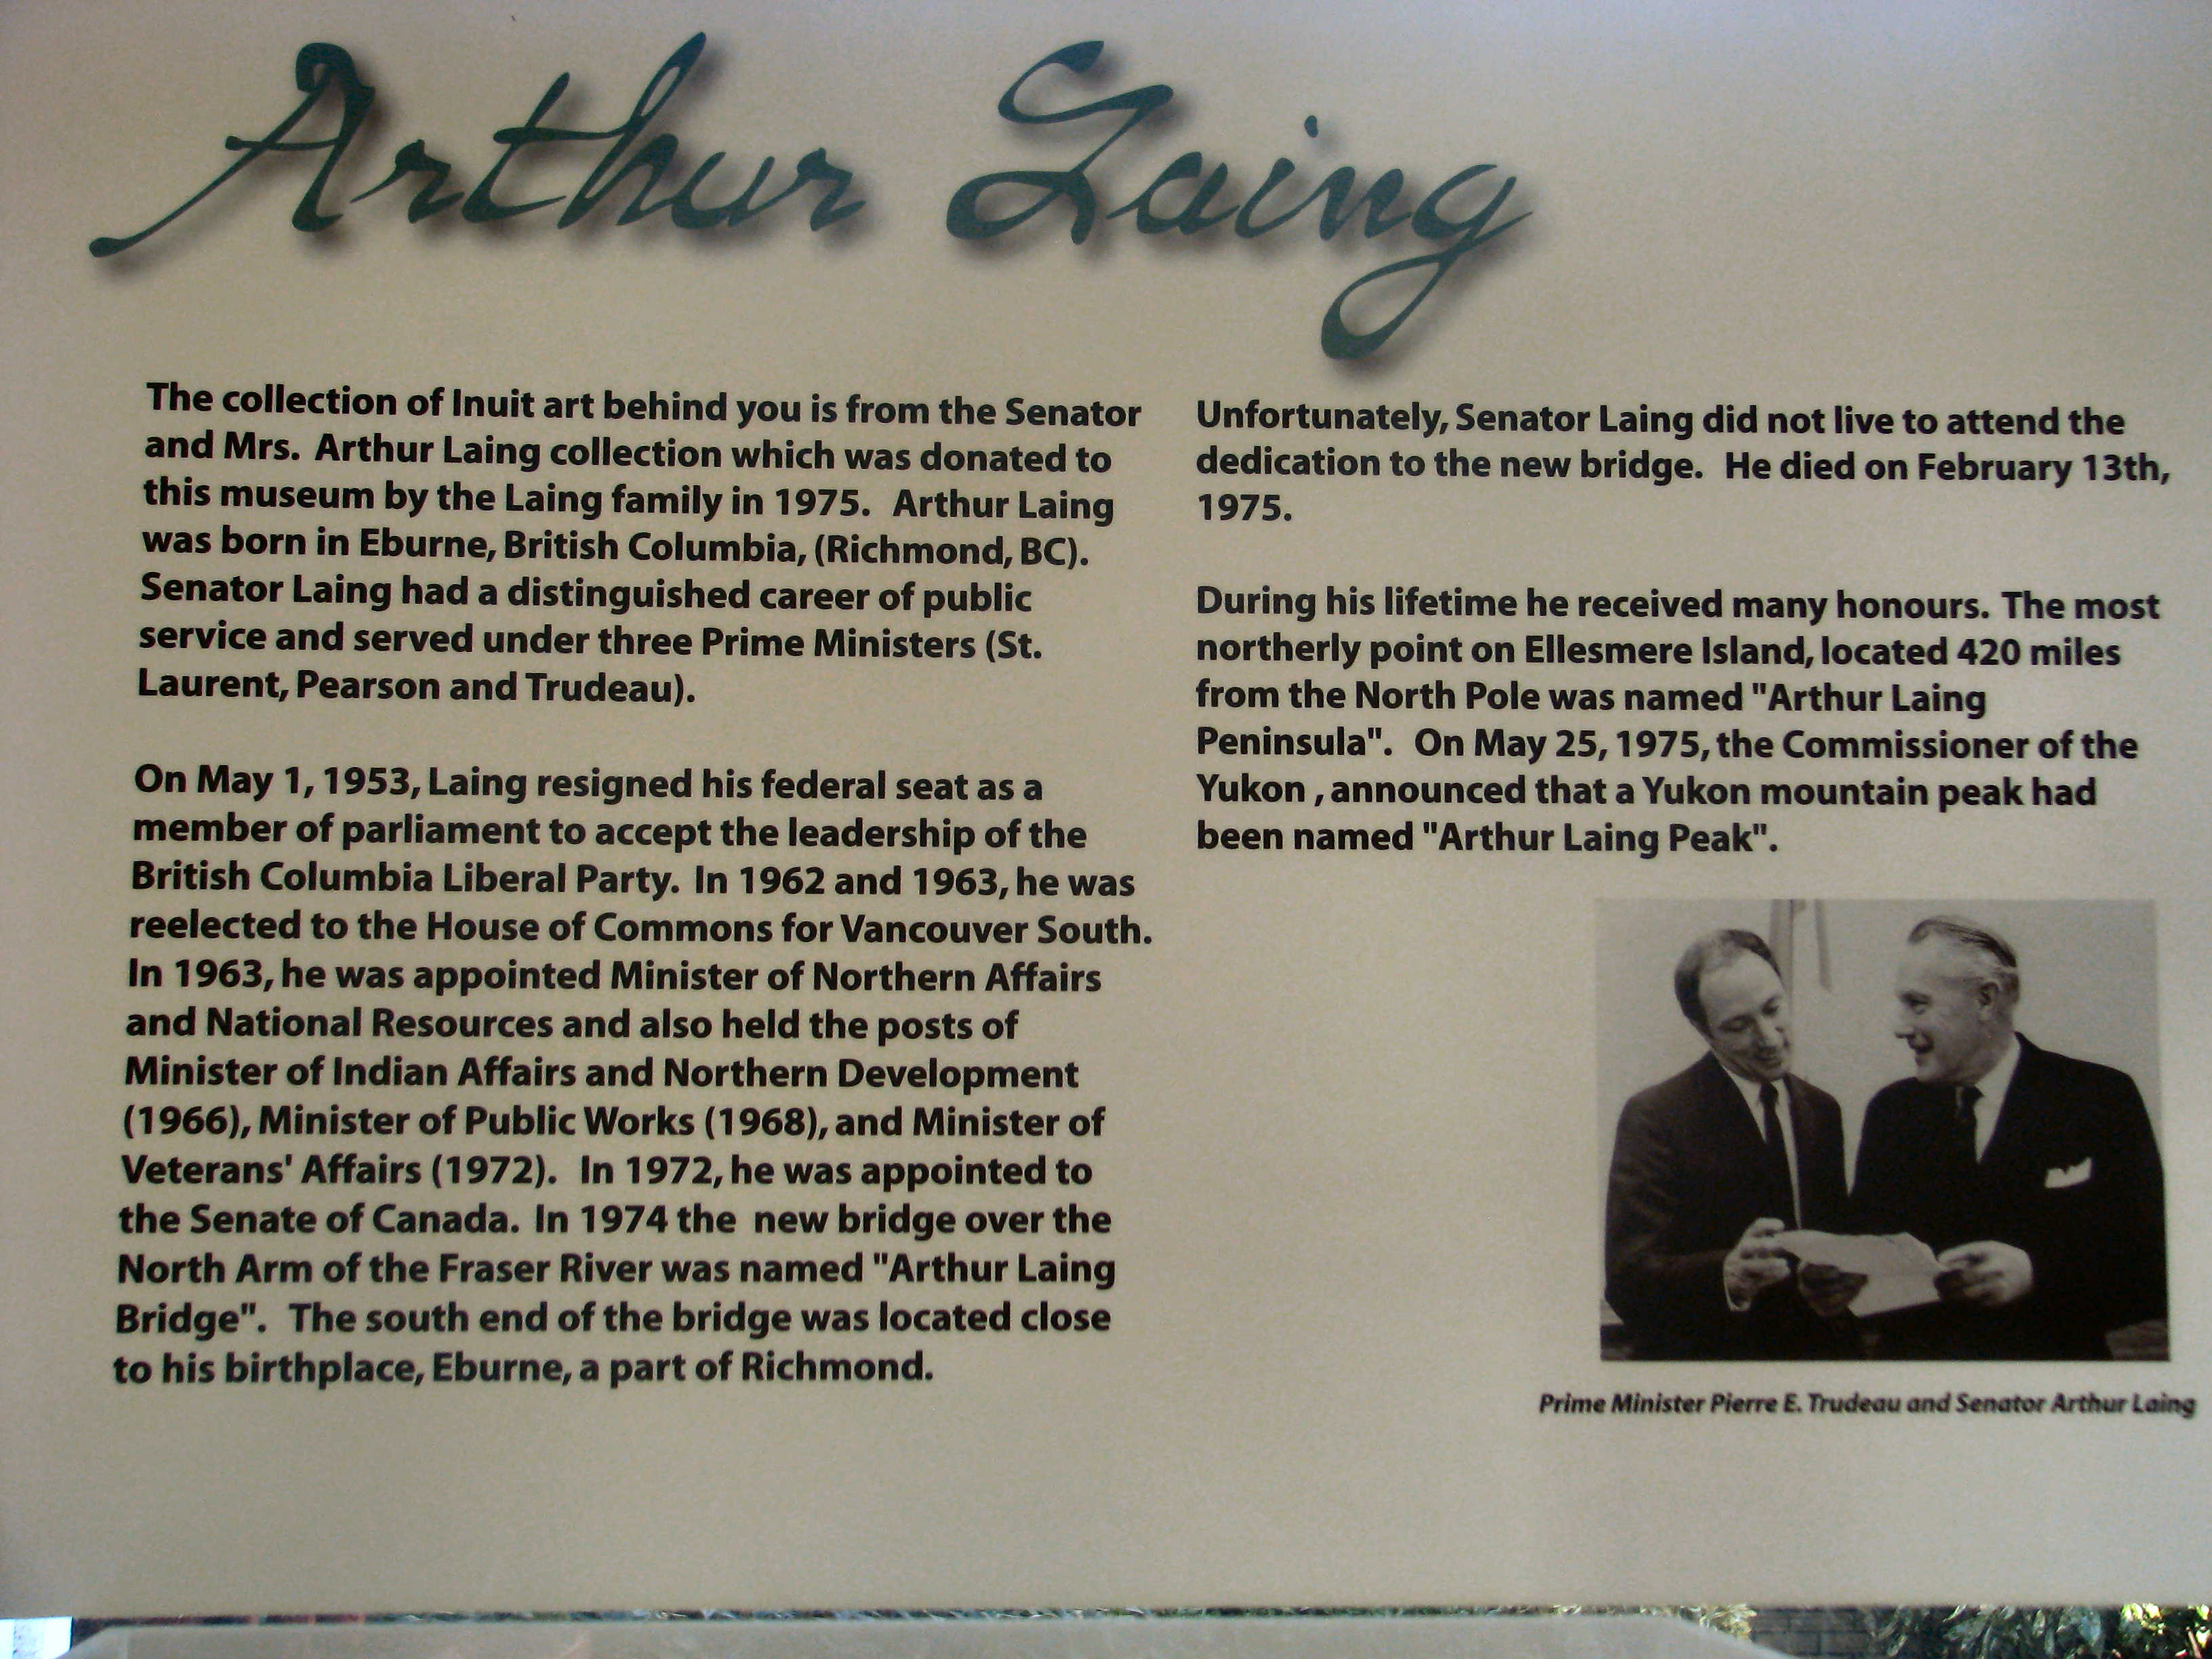 Arthur Laing
The collection of Inuit art behind you is from the Senator
and Mrs. Arthur Laing collection which was donated to
this museum by the Laing family in 1975. Arthur Laing
was born in Eburne, British Columbia, (Richmond, BC).
Senator Laing had a distinguished career of public
service and served under three Prime Ministers (St.
Laurent, Pearson and Trudeau).
On May 1, 1953, Laing resigned his federal seat as a
member of parliament to accept the leadership of the
British Columbia Liberal Party. In 1962 and 1963, he was
reelected to the House of Commons for Vancouver South.
In 1963, he was appointed Minister of Northern Affairs
and National Resources and also held the posts of
Minister of Indian Affairs and Northern Development
(1966), Minister of Public Works (1968), and Minister of
Veterans' Affairs (1972). In 1972, he was appointed to
the Senate of Canada. In 1974 the new bridge over the
North Arm of the Fraser River was named "Arthur Laing
Bridge". The south end of the bridge was located close
to his birthplace, Eburne, a part of Richmond.
Unfortunately, Senator Laing did not live to attend the
dedication to the new bridge. He died on February 13th,
1975.
During his lifetime he received many honours. The most
northerly point on Ellesmere Island, located 420 miles
from the North Pole was named "Arthur Laing
Peninsula". On May 25, 1975, the Commissioner of the
Yukon , announced that a Yukon mountain peak had
been named "Arthur Laing Peak".
Prime Minister Pierre E. Trudeau and Senator Arthur Laing